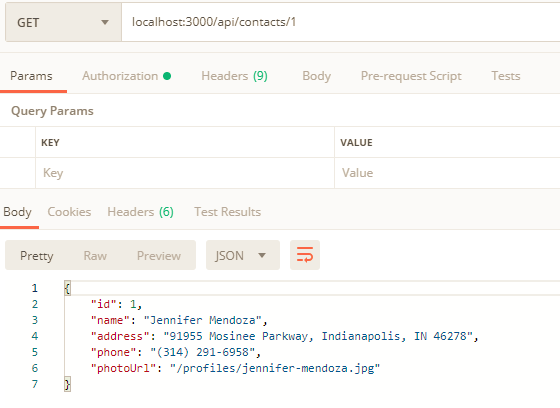 GET localhost:3000/api/contacts/1
Params Authorization Headers (9) Body Pre-request Script Tests
Query Params
KEY VALUE
Key Value
Body Cookies Headers (6) Test Results
Pretty Raw Preview JSON
1 {
2 "id": 1,
3 "name": "Jennifer Mendoza",
4 "address": "91955 Mosinee Parkway, Indianapolis, IN 46278",
5 "phone": "(314) 291-6958",
6 "photoUrl": "/profiles/jennifer-mendoza.jpg"
7 }